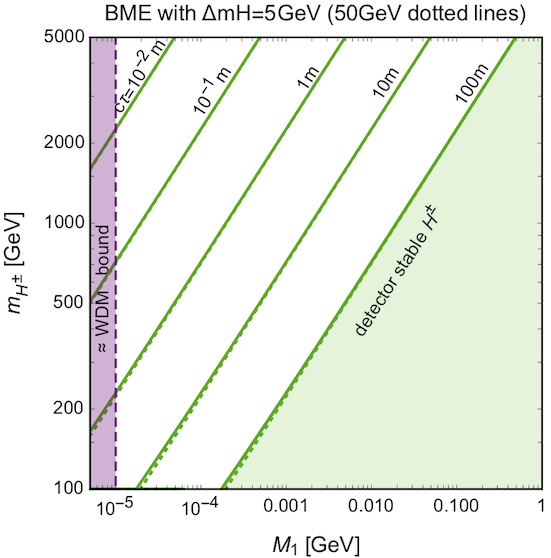 BME with ΔmH=5GeV (50GeV dotted lines)
5000
2000
1000
500
200
100
m_H± [GeV]
cτ=10⁻² m
10⁻¹ m
1m
10m
100m
≈ WDM bound
detector stable H±
10⁻⁵
10⁻⁴
0.001
0.010
0.100
1
M₁ [GeV]